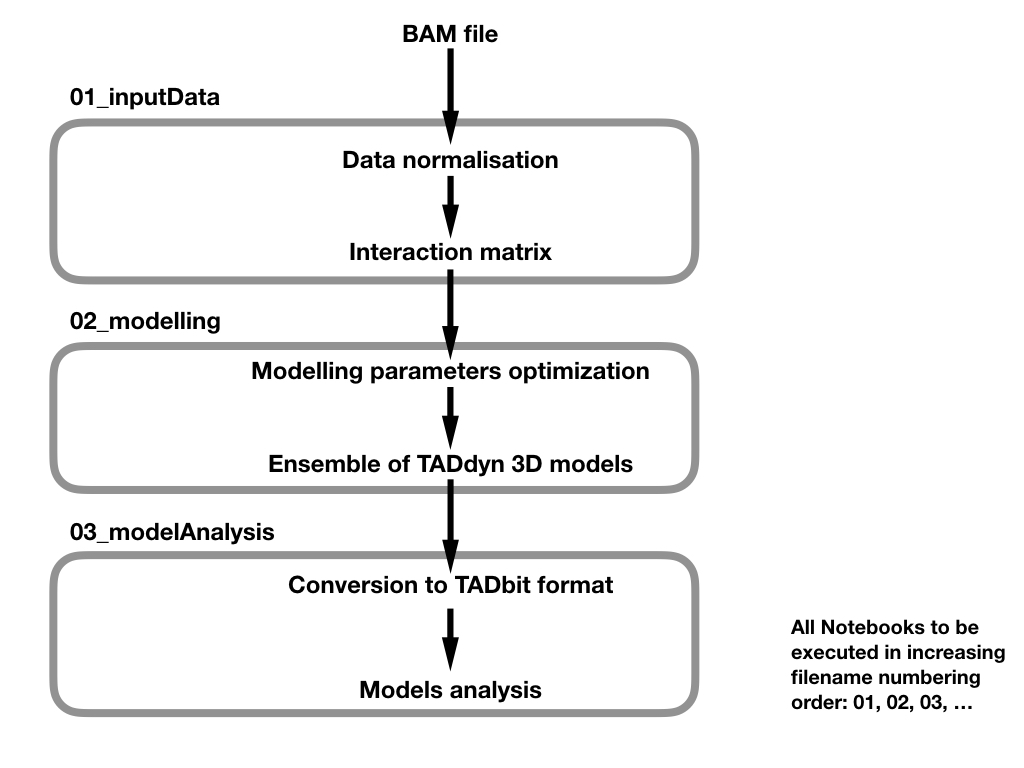 BAM file
01_inputData
Data normalisation
Interaction matrix
02_modelling
Modelling parameters optimization
Ensemble of TADdyn 3D models
03_modelAnalysis
Conversion to TADbit format
Models analysis
All Notebooks to be
executed in increasing
filename numbering
order: 01, 02, 03, …